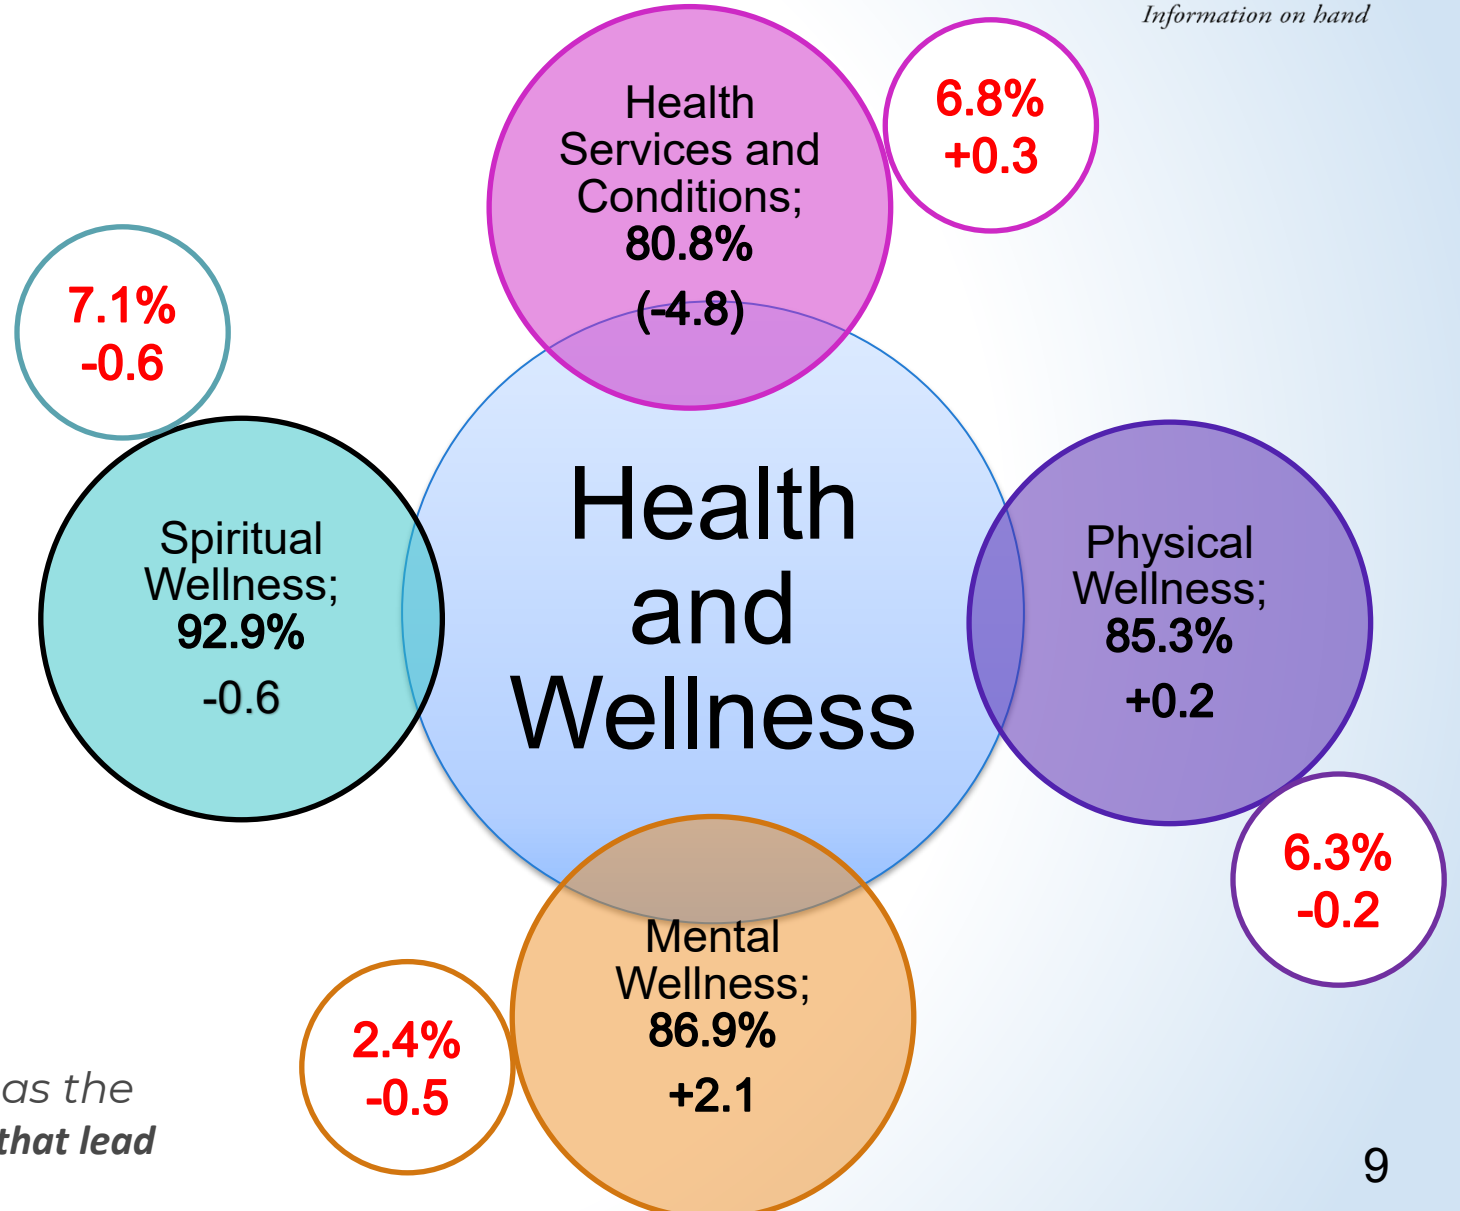 Information on hand
Health
Services and
Conditions;
80.8%
(-4.8)
6.8%
+0.3
7.1%
-0.6
Spiritual
Wellness;
92.9%
-0.6
Health
and
Wellness
Physical
Wellness;
85.3%
+0.2
6.3%
-0.2
Mental
Wellness;
86.9%
+2.1
2.4%
-0.5
as the
that lead
9